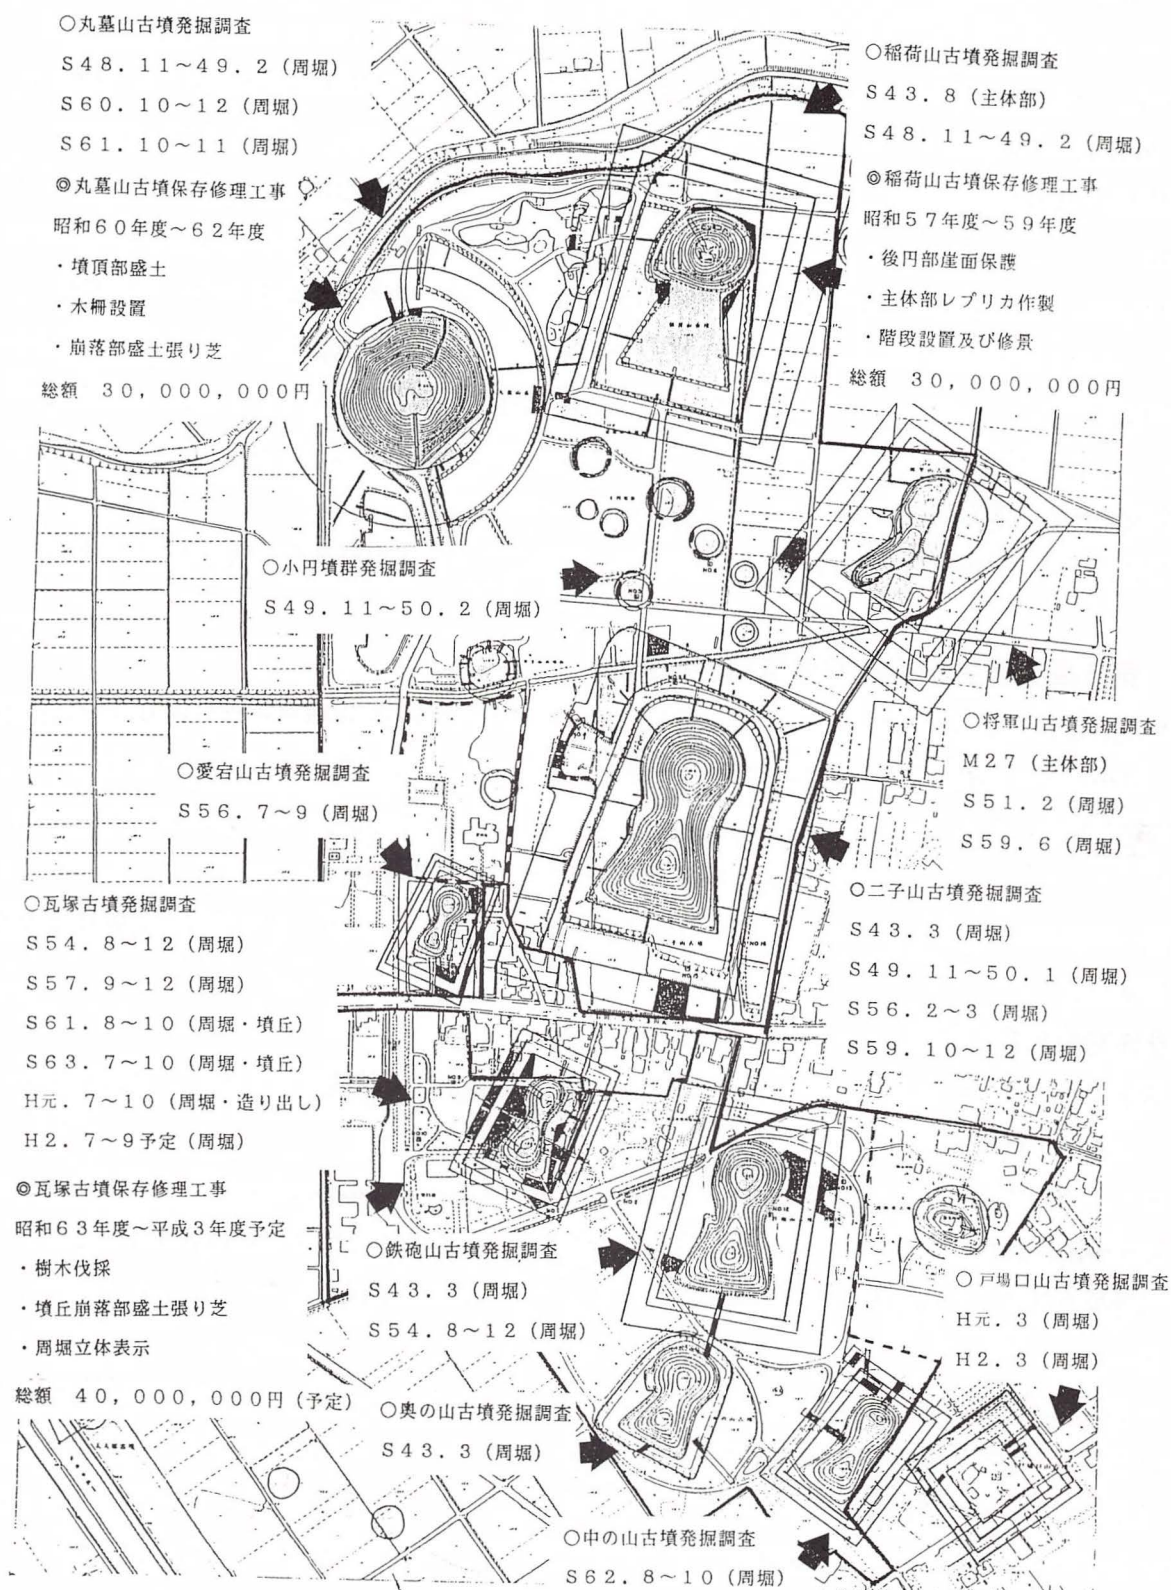 ○丸墓山古墳発掘調査
S48.11~49.2(周堀)
S60.10~12(周堀)
S61.10~11(周堀)
◎丸墓山古墳保存修理工事
昭和60年度~62年度
・墳頂部盛土
・木柵設置
・崩落部盛土張り芝
総額 30,000,000円
○稲荷山古墳発掘調査
S43.8(主体部)
S48.11~49.2(周堀)
◎稲荷山古墳保存修理工事
昭和57年度~59年度
・後円部崖面保護
・主体部レプリカ作製
・階段設置及び修景
総額 30,000,000円
○小円墳群発掘調査
S49.11~50.2(周堀)
○将軍山古墳発掘調査
M27(主体部)
S51.2(周堀)
S59.6(周堀)
○愛宕山古墳発掘調査
S56.7~9(周堀)
○二子山古墳発掘調査
S43.3(周堀)
S49.11~50.1(周堀)
S56.2~3(周堀)
S59.10~12(周堀)
○瓦塚古墳発掘調査
S54.8~12(周堀)
S57.9~12(周堀)
S61.8~10(周堀・墳丘)
S63.7~10(周堀・墳丘)
H元.7~10(周堀・造り出し)
H2.7~9予定(周堀)
◎瓦塚古墳保存修理工事
昭和63年度~平成3年度予定
・樹木伐採
・墳丘崩落部盛土張り芝
・周堀立体表示
総額 40,000,000円(予定)
○鉄砲山古墳発掘調査
S43.3(周堀)
S54.8~12(周堀)
○戸場口山古墳発掘調査
H元.3(周堀)
H2.3(周堀)
○奥の山古墳発掘調査
S43.3(周堀)
○中の山古墳発掘調査
S62.8~10(周堀)